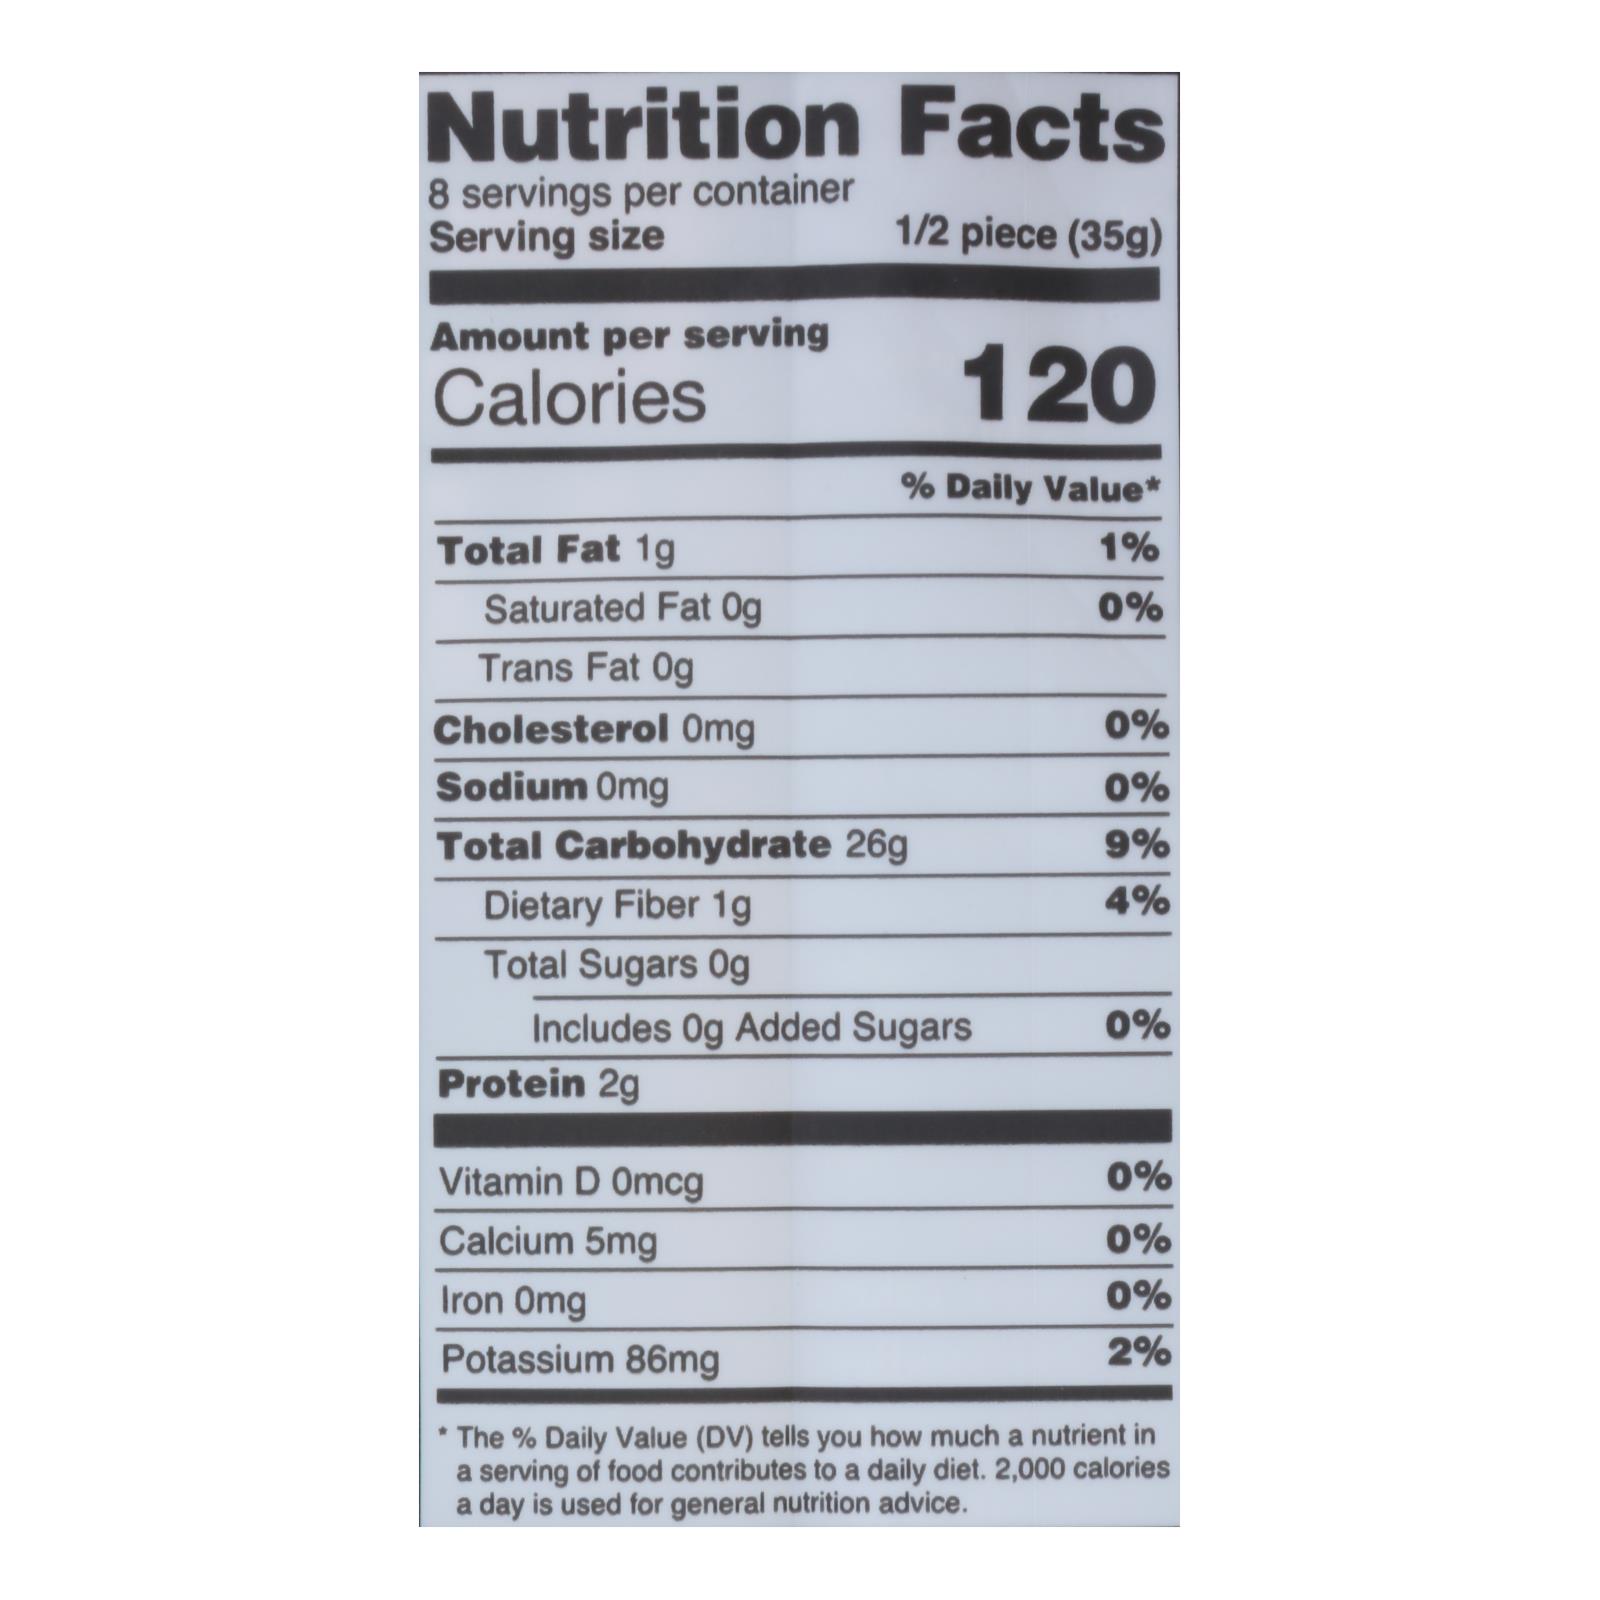 Nutrition Facts
8 servings per container
Serving size 1/2 piece (35g)
Amount per serving
Calories 120
% Daily Value*
Total Fat 1g 1%
Saturated Fat 0g 0%
Trans Fat 0g
Cholesterol 0mg 0%
Sodium 0mg 0%
Total Carbohydrate 26g 9%
Dietary Fiber 1g 4%
Total Sugars 0g
Includes 0g Added Sugars 0%
Protein 2g
Vitamin D 0mcg 0%
Calcium 5mg 0%
Iron 0mg 0%
Potassium 86mg 2%
* The % Daily Value (DV) tells you how much a nutrient in
a serving of food contributes to a daily diet. 2,000 calories
a day is used for general nutrition advice.